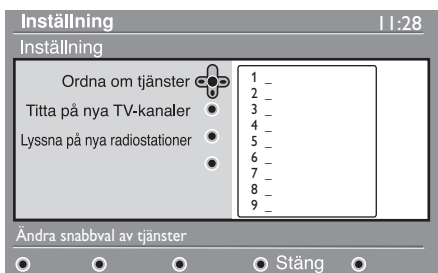 Inställning 11:28
Inställning
Ordna om tjänster
Titta på nya TV-kanaler
Lyssna på nya radiostationer
1 _
2 _
3 _
4 _
5 _
6 _
7 _
8 _
9 _
Ändra snabbval av tjänster
Stäng